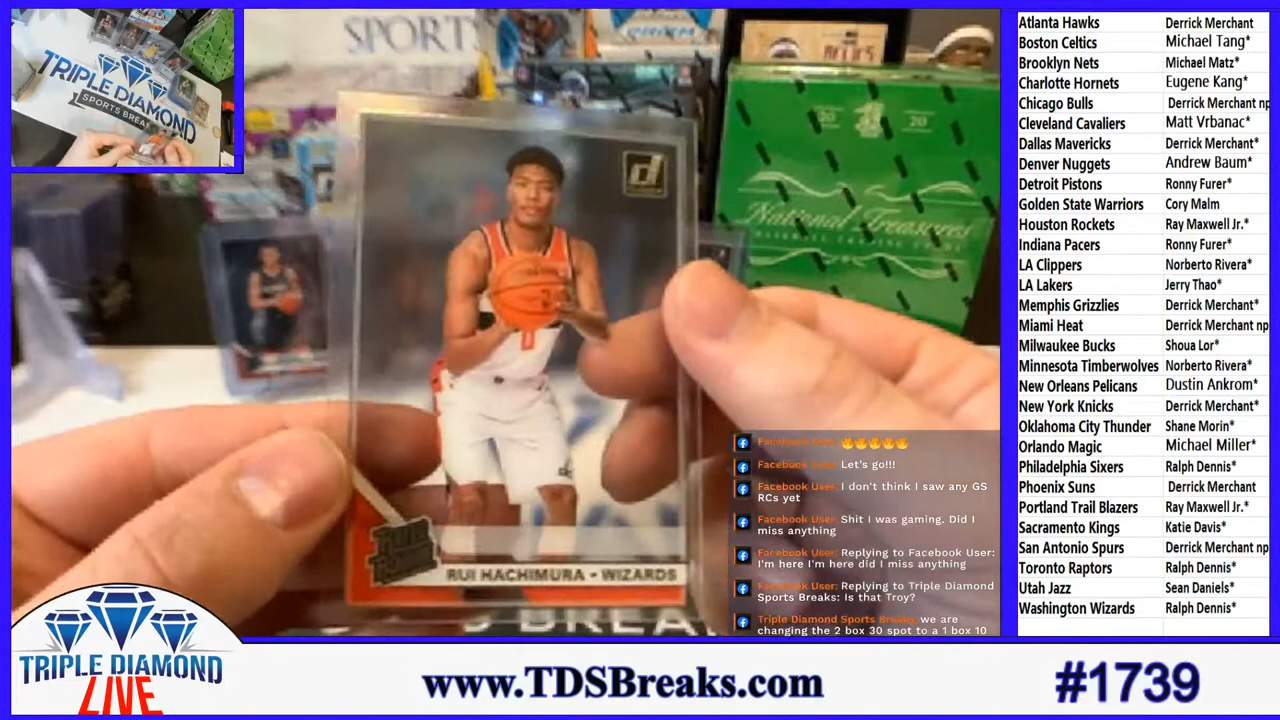 TRIPLE DIAMOND
SPORTS BREA
SPORTS
20 20
National Treasures
RATED ROOKIE
RUI HACHIMURA • WIZARDS
S BREA
Facebook User: 🔥🔥🔥🔥🔥
Facebook User: Let's go!!!
Facebook User: I don't think I saw any GS
RCs yet
Facebook User: Shit I was gaming. Did I
miss anything
Facebook User: Replying to Facebook User:
I'm here I'm here did I miss anything
Facebook User: Replying to Triple Diamond
Sports Breaks: Is that Troy?
Triple Diamond Sports Breaks: we are
changing the 2 box 30 spot to a 1 box 10
Atlanta Hawks Derrick Merchant
Boston Celtics Michael Tang*
Brooklyn Nets Michael Matz*
Charlotte Hornets Eugene Kang*
Chicago Bulls Derrick Merchant np
Cleveland Cavaliers Matt Vrbanac*
Dallas Mavericks Derrick Merchant*
Denver Nuggets Andrew Baum*
Detroit Pistons Ronny Furer*
Golden State Warriors Cory Malm
Houston Rockets Ray Maxwell Jr.*
Indiana Pacers Ronny Furer*
LA Clippers Norberto Rivera*
LA Lakers Jerry Thao*
Memphis Grizzlies Derrick Merchant*
Miami Heat Derrick Merchant np
Milwaukee Bucks Shoua Lor*
Minnesota Timberwolves Norberto Rivera*
New Orleans Pelicans Dustin Ankrom*
New York Knicks Derrick Merchant*
Oklahoma City Thunder Shane Morin*
Orlando Magic Michael Miller*
Philadelphia Sixers Ralph Dennis*
Phoenix Suns Derrick Merchant
Portland Trail Blazers Ray Maxwell Jr.*
Sacramento Kings Katie Davis*
San Antonio Spurs Derrick Merchant np
Toronto Raptors Ralph Dennis*
Utah Jazz Sean Daniels*
Washington Wizards Ralph Dennis*
TRIPLE DIAMOND
LIVE
www.TDSBreaks.com
#1739